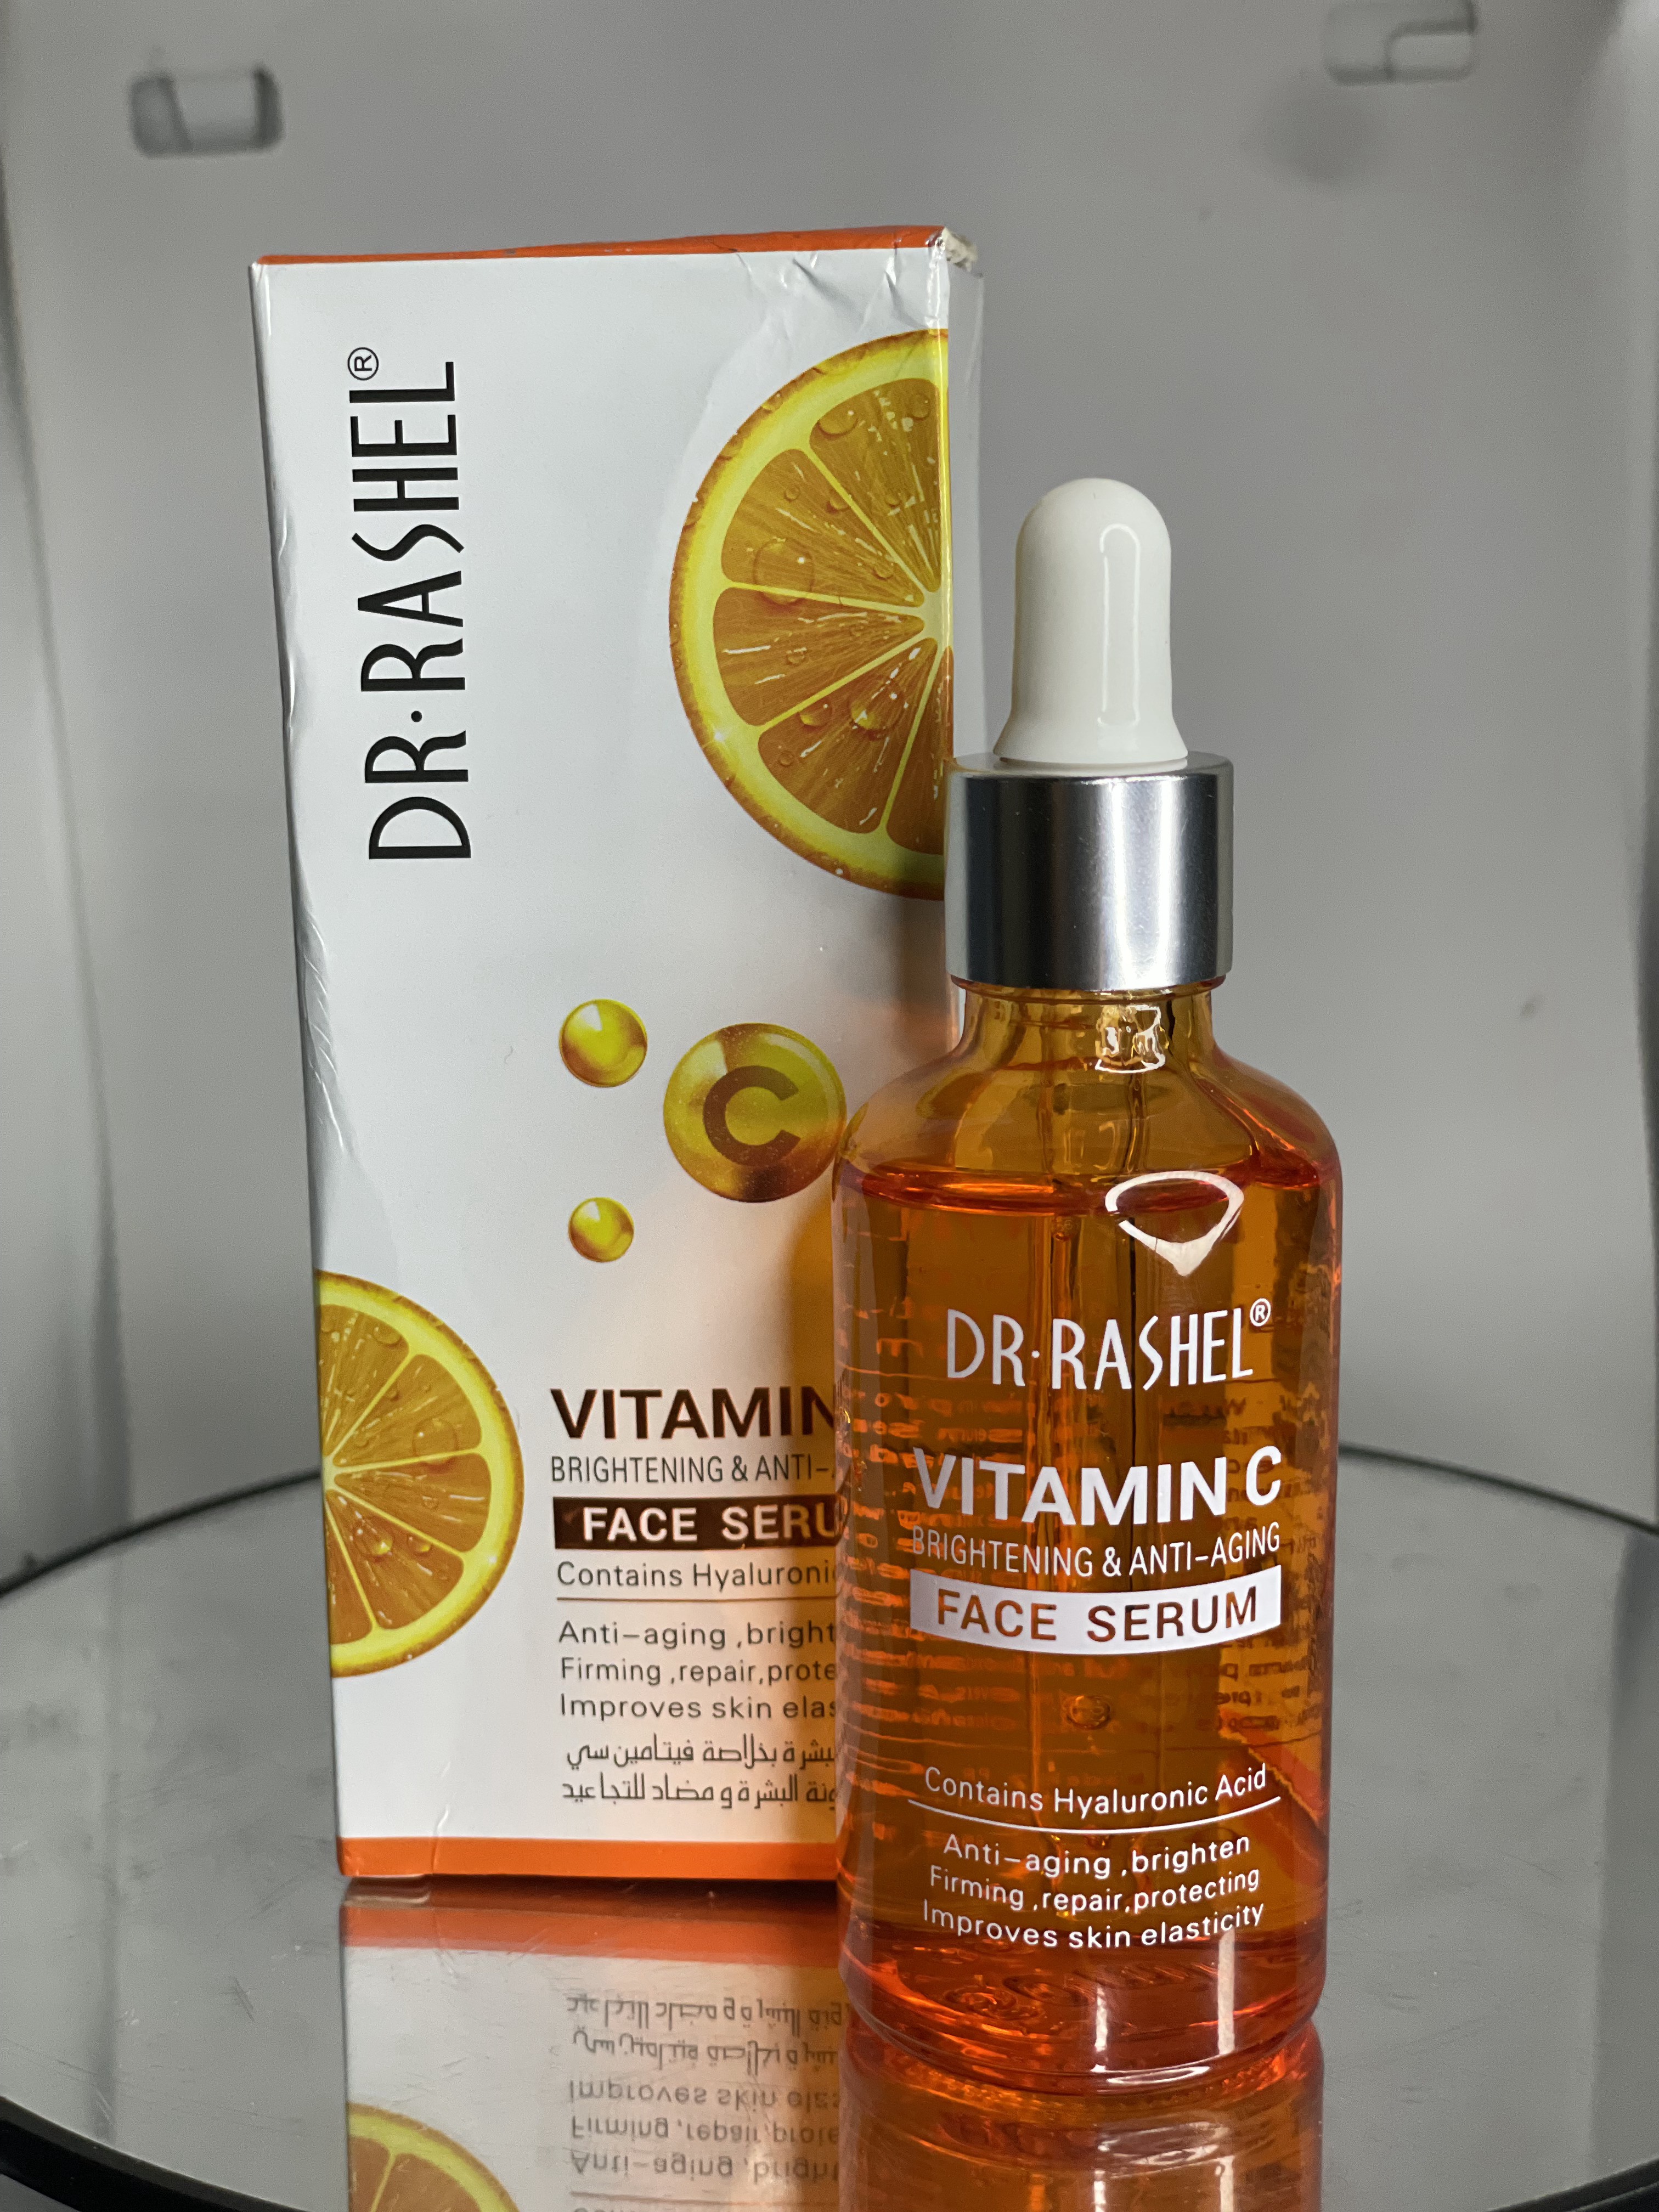 DR·RASHEL®
C
VITAMIN
BRIGHTENING & ANTI-
FACE SERU
Contains Hyaluroni
Anti-aging ,bright
Firming ,repair,prote
Improves skin elas
لبشرة بخلاصة فيتامين سي
ونة البشرة و مضاد للتجاعيد
DR·RASHEL®
VITAMIN C
BRIGHTENING & ANTI-AGING
FACE SERUM
Contains Hyaluronic Acid
Anti-aging ,brighten
Firming ,repair,protecting
Improves skin elasticity